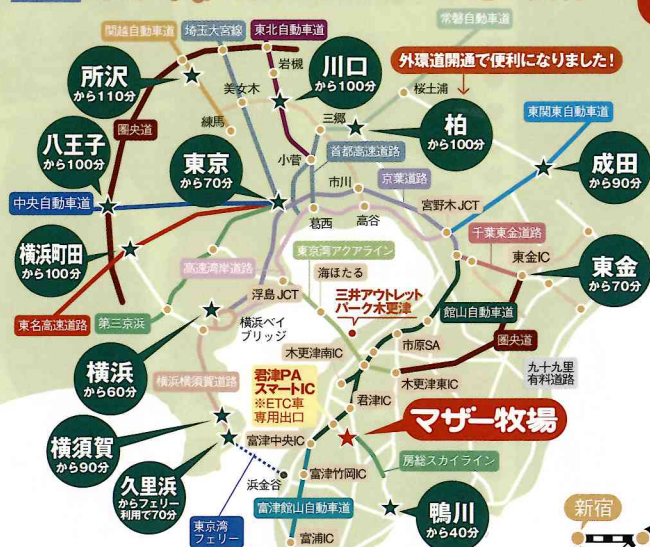 関越自動車道
埼玉大宮線
東北自動車道
常磐自動車道
外環道開通で便利になりました！
所沢
から110分
岩槻
川口
から100分
美女木
桜土浦
練馬
三郷
柏
から100分
東関東自動車道
圏央道
八王子
から100分
東京
から70分
小菅
首都高速道路
成田
から90分
市川
京葉道路
中央自動車道
葛西
高谷
宮野木JCT
千葉東金道路
横浜町田
から100分
高速湾岸道路
東京湾アクアライン
東金IC
東金
から70分
海ほたる
浮島JCT
三井アウトレット
パーク木更津
東名高速道路
第三京浜
横浜ベイ
ブリッジ
館山自動車道
市原SA
圏央道
木更津南IC
九十九里
有料道路
横浜
から60分
横浜横須賀道路
君津PA
スマートIC
※ETC車
専用出口
木更津東IC
君津IC
マザー牧場
横須賀
から90分
富津中央IC
房総スカイライン
久里浜
からフェリー
利用で70分
浜金谷
富津竹岡IC
東京湾
フェリー
富津館山自動車道
鴨川
から40分
新宿
富浦IC